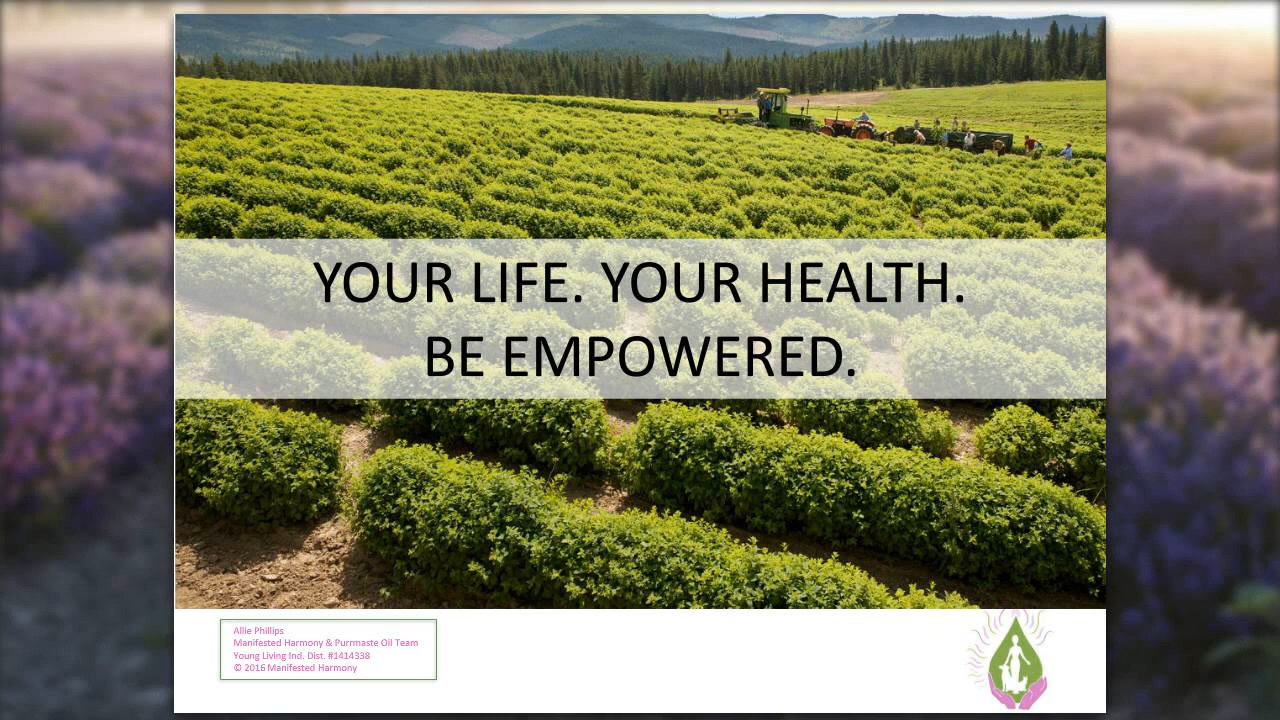 YOUR LIFE. YOUR HEALTH.
BE EMPOWERED.
Allie Phillips
Manifested Harmony & Purrmaste Oil Team
Young Living Ind. Dist. #1414338
© 2016 Manifested Harmony